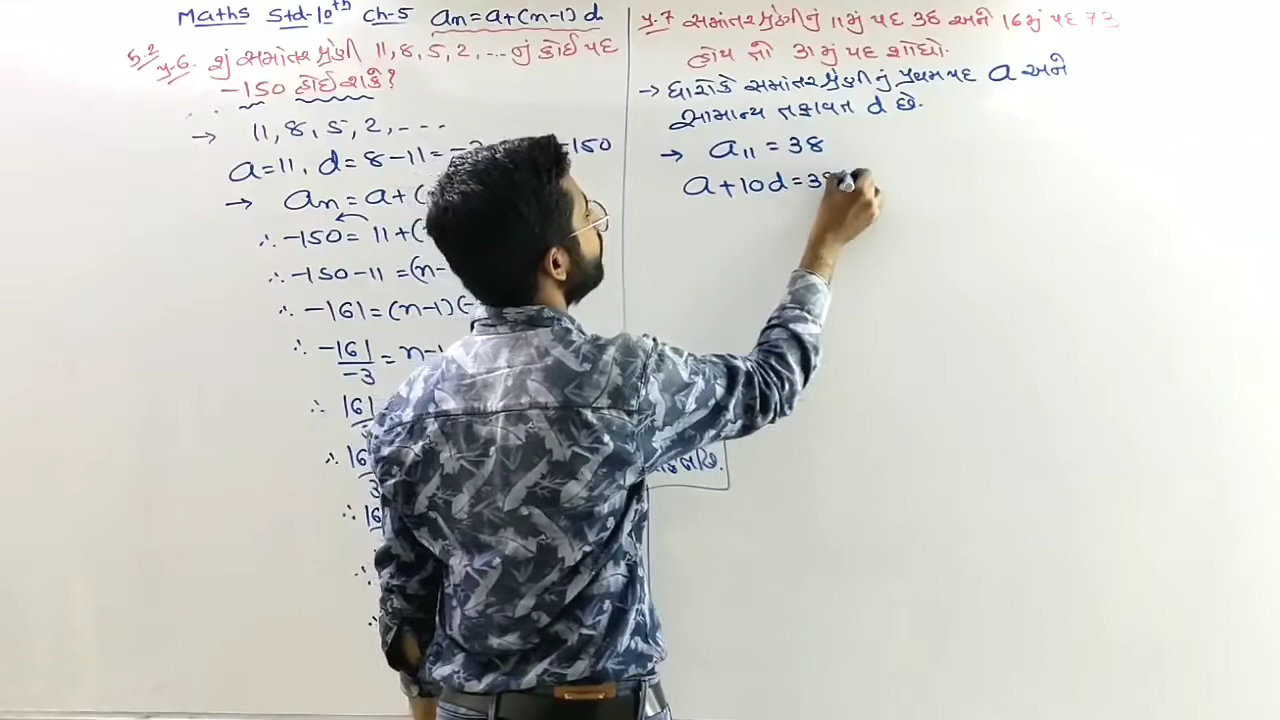 Maths Std-10th Ch-5 an = a+(n-1) d
5.2 પ્ર-6. શું સમાંતર શ્રેણી 11, 8, 5, 2, ... નું કોઈ પદ
-150 હોઈ શકે?
→ 11, 8, 5, 2, - - -
a = 11, d = 8-11 = -150
→ an = a+(
∴ -150 = 11+(
∴ -150-11 = (n-
∴ -161 = (n-1)(-
∴ -161/-3 = n-
∴ 161
∴ 16
3
∴ 16
∴
∴
પ્ર-7 સમાંતર શ્રેણીનું 11મું પદ 38 અને 16મું પદ 73
હોય તો 31મું પદ શોધો.
→ ધારોકે સમાંતર શ્રેણીનું પ્રથમ પદ a અને
સામાન્ય તફાવત d છે.
→ a11 = 38
a+10d = 38